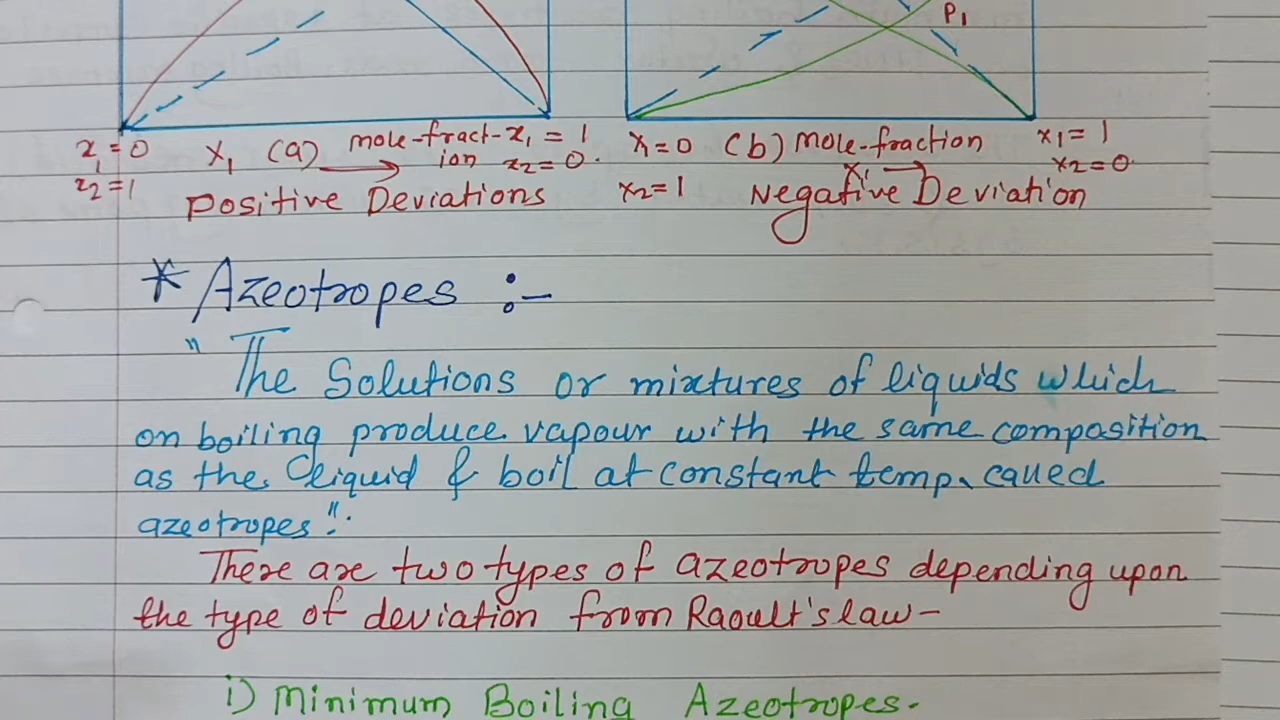 P1
x1 = 0 X1 (a) mole-fract- x1 = 1
ion x2 = 0.
x2 = 1
Positive Deviations
x1 = 0 (b) mole-fraction x1 = 1
X1 x2 = 0
x2 = 1 Negative Deviation
* Azeotropes :-
"The Solutions or mixtures of liquids which
on boiling produce vapour with the same composition
as the liquid & boil at constant temp. called
azeotropes".
There are two types of azeotropes depending upon
the type of deviation from Raoult's law-
i) Minimum Boiling Azeotropes.